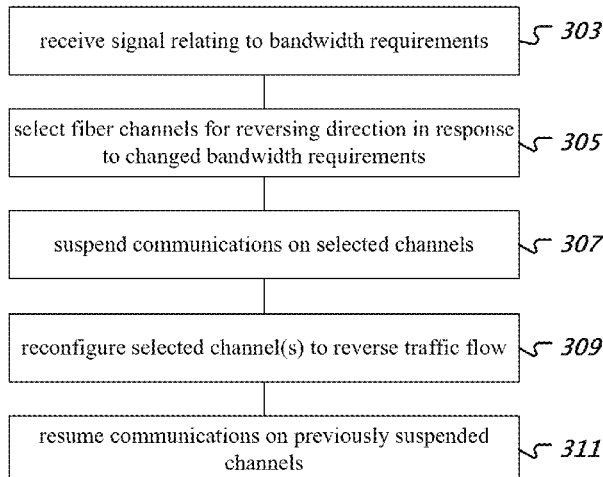 receive signal relating to bandwidth requirements
303
select fiber channels for reversing direction in response
to changed bandwidth requirements
305
suspend communications on selected channels
307
reconfigure selected channel(s) to reverse traffic flow
309
resume communications on previously suspended
channels
311